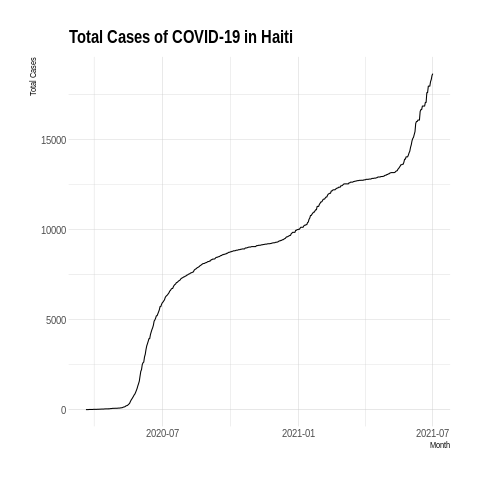 Total Cases of COVID-19 in Haiti
Total Cases
15000
10000
5000
0
2020-07
2021-01
2021-07
Month